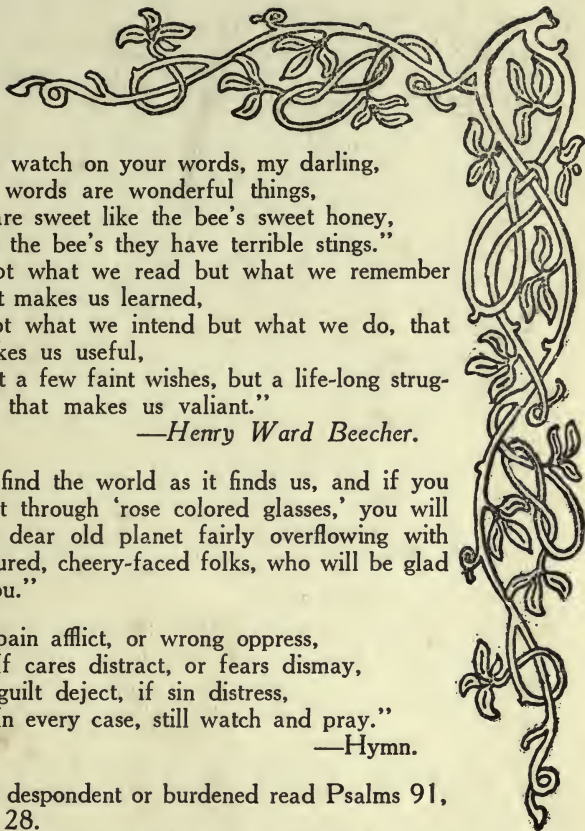 watch on your words, my darling,
words are wonderful things,
are sweet like the bee's sweet honey,
the bee's they have terrible stings."
ot what we read but what we remember
t makes us learned,
ot what we intend but what we do, that
kes us useful,
t a few faint wishes, but a life-long strug-
that makes us valiant."
—Henry Ward Beecher.
find the world as it finds us, and if you
t through 'rose colored glasses,' you will
dear old planet fairly overflowing with
ured, cheery-faced folks, who will be glad
ou."
pain afflict, or wrong oppress,
f cares distract, or fears dismay,
guilt deject, if sin distress,
in every case, still watch and pray."
—Hymn.
despondent or burdened read Psalms 91,
28.